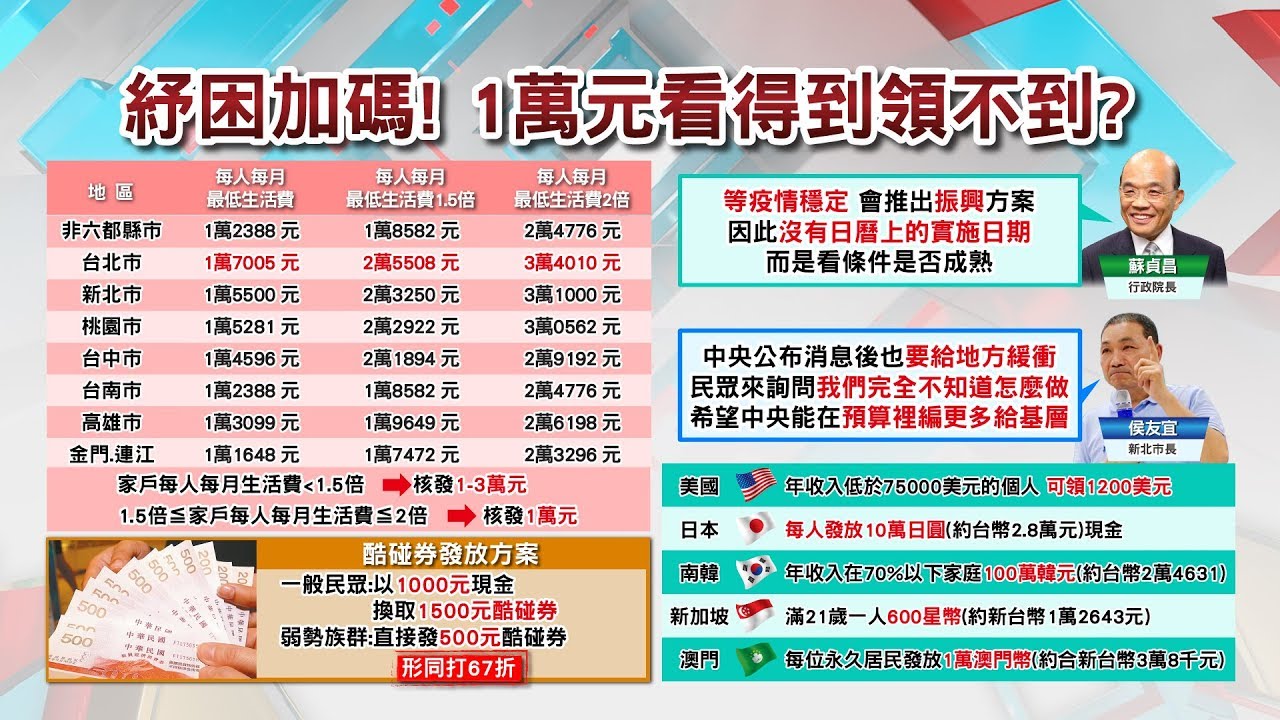 紓困加碼! 1萬元看得到領不到?
地 區 每人每月最低生活費 每人每月最低生活費1.5倍 每人每月最低生活費2倍
非六都縣市 1萬2388 元 1萬8582 元 2萬4776 元
台北市 1萬7005 元 2萬5508 元 3萬4010 元
新北市 1萬5500 元 2萬3250 元 3萬1000 元
桃園市 1萬5281 元 2萬2922 元 3萬0562 元
台中市 1萬4596 元 2萬1894 元 2萬9192 元
台南市 1萬2388 元 1萬8582 元 2萬4776 元
高雄市 1萬3099 元 1萬9649 元 2萬6198 元
金門.連江 1萬1648 元 1萬7472 元 2萬3296 元
家戶每人每月生活費<1.5倍 核發1-3萬元
1.5倍≦家戶每人每月生活費≦2倍 核發1萬元
酷碰券發放方案
一般民眾:以1000元現金
換取1500元酷碰券
弱勢族群:直接發500元酷碰券
形同打67折
500
500
500
200
中華民國
中華民國
等疫情穩定 會推出振興方案
因此沒有日曆上的實施日期
而是看條件是否成熟
蘇貞昌
行政院長
中央公布消息後也要給地方緩衝
民眾來詢問我們完全不知道怎麼做
希望中央能在預算裡編更多給基層
侯友宜
新北市長
美國 年收入低於75000美元的個人 可領1200美元
日本 每人發放10萬日圓(約台幣2.8萬元)現金
南韓 年收入在70%以下家庭100萬韓元(約台幣2萬4631)
新加坡 滿21歲一人600星幣(約新台幣1萬2643元)
澳門 每位永久居民發放1萬澳門幣(約合新台幣3萬8千元)